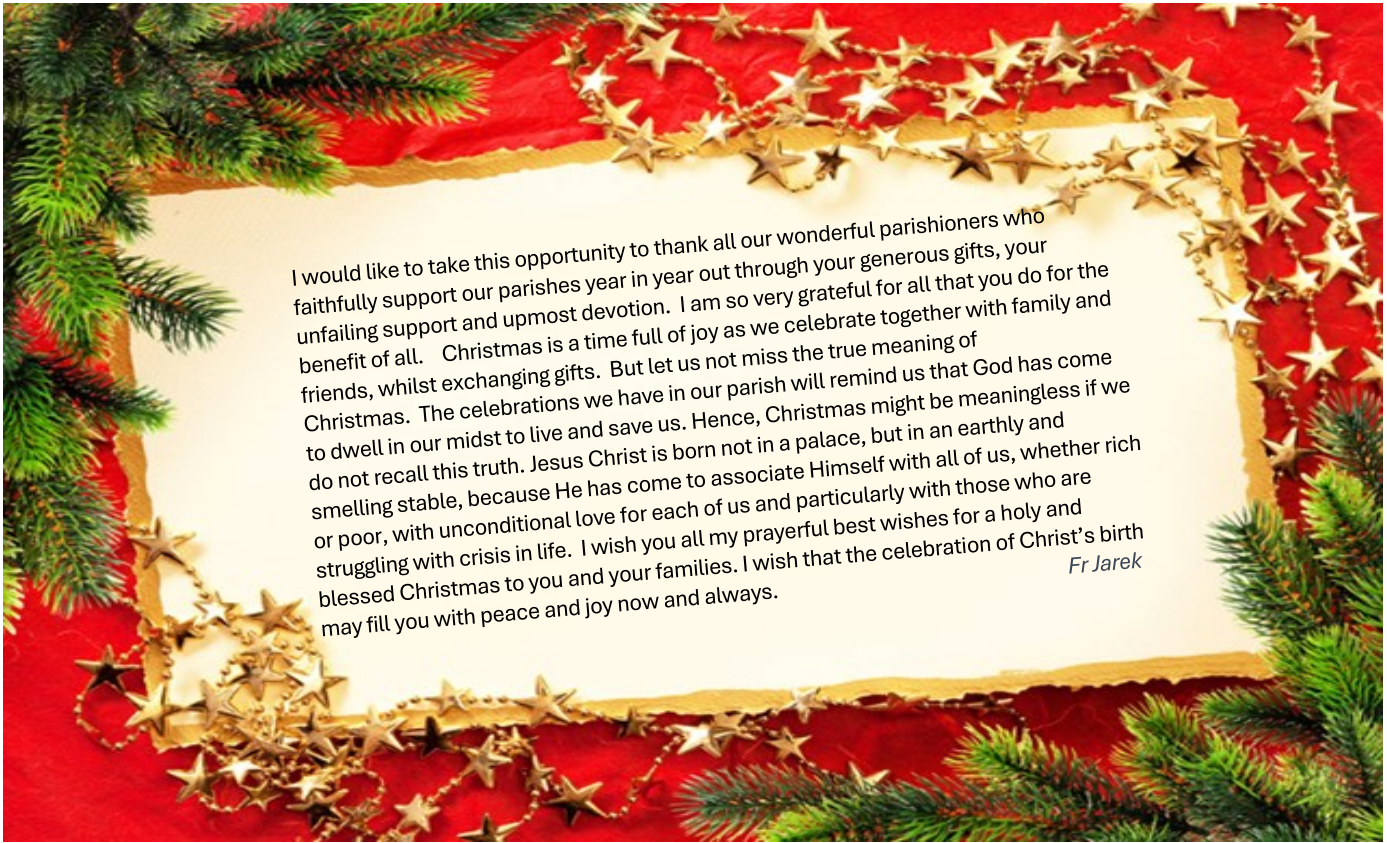 I would like to take this opportunity to thank all our wonderful parishioners who
faithfully support our parishes year in year out through your generous gifts, your
unfailing support and upmost devotion.  I am so very grateful for all that you do for the
benefit of all.    Christmas is a time full of joy as we celebrate together with family and
friends, whilst exchanging gifts.  But let us not miss the true meaning of
Christmas.  The celebrations we have in our parish will remind us that God has come
to dwell in our midst to live and save us. Hence, Christmas might be meaningless if we
do not recall this truth. Jesus Christ is born not in a palace, but in an earthly and
smelling stable, because He has come to associate Himself with all of us, whether rich
or poor, with unconditional love for each of us and particularly with those who are
struggling with crisis in life.  I wish you all my prayerful best wishes for a holy and
blessed Christmas to you and your families. I wish that the celebration of Christ’s birth
may fill you with peace and joy now and always.
Fr Jarek